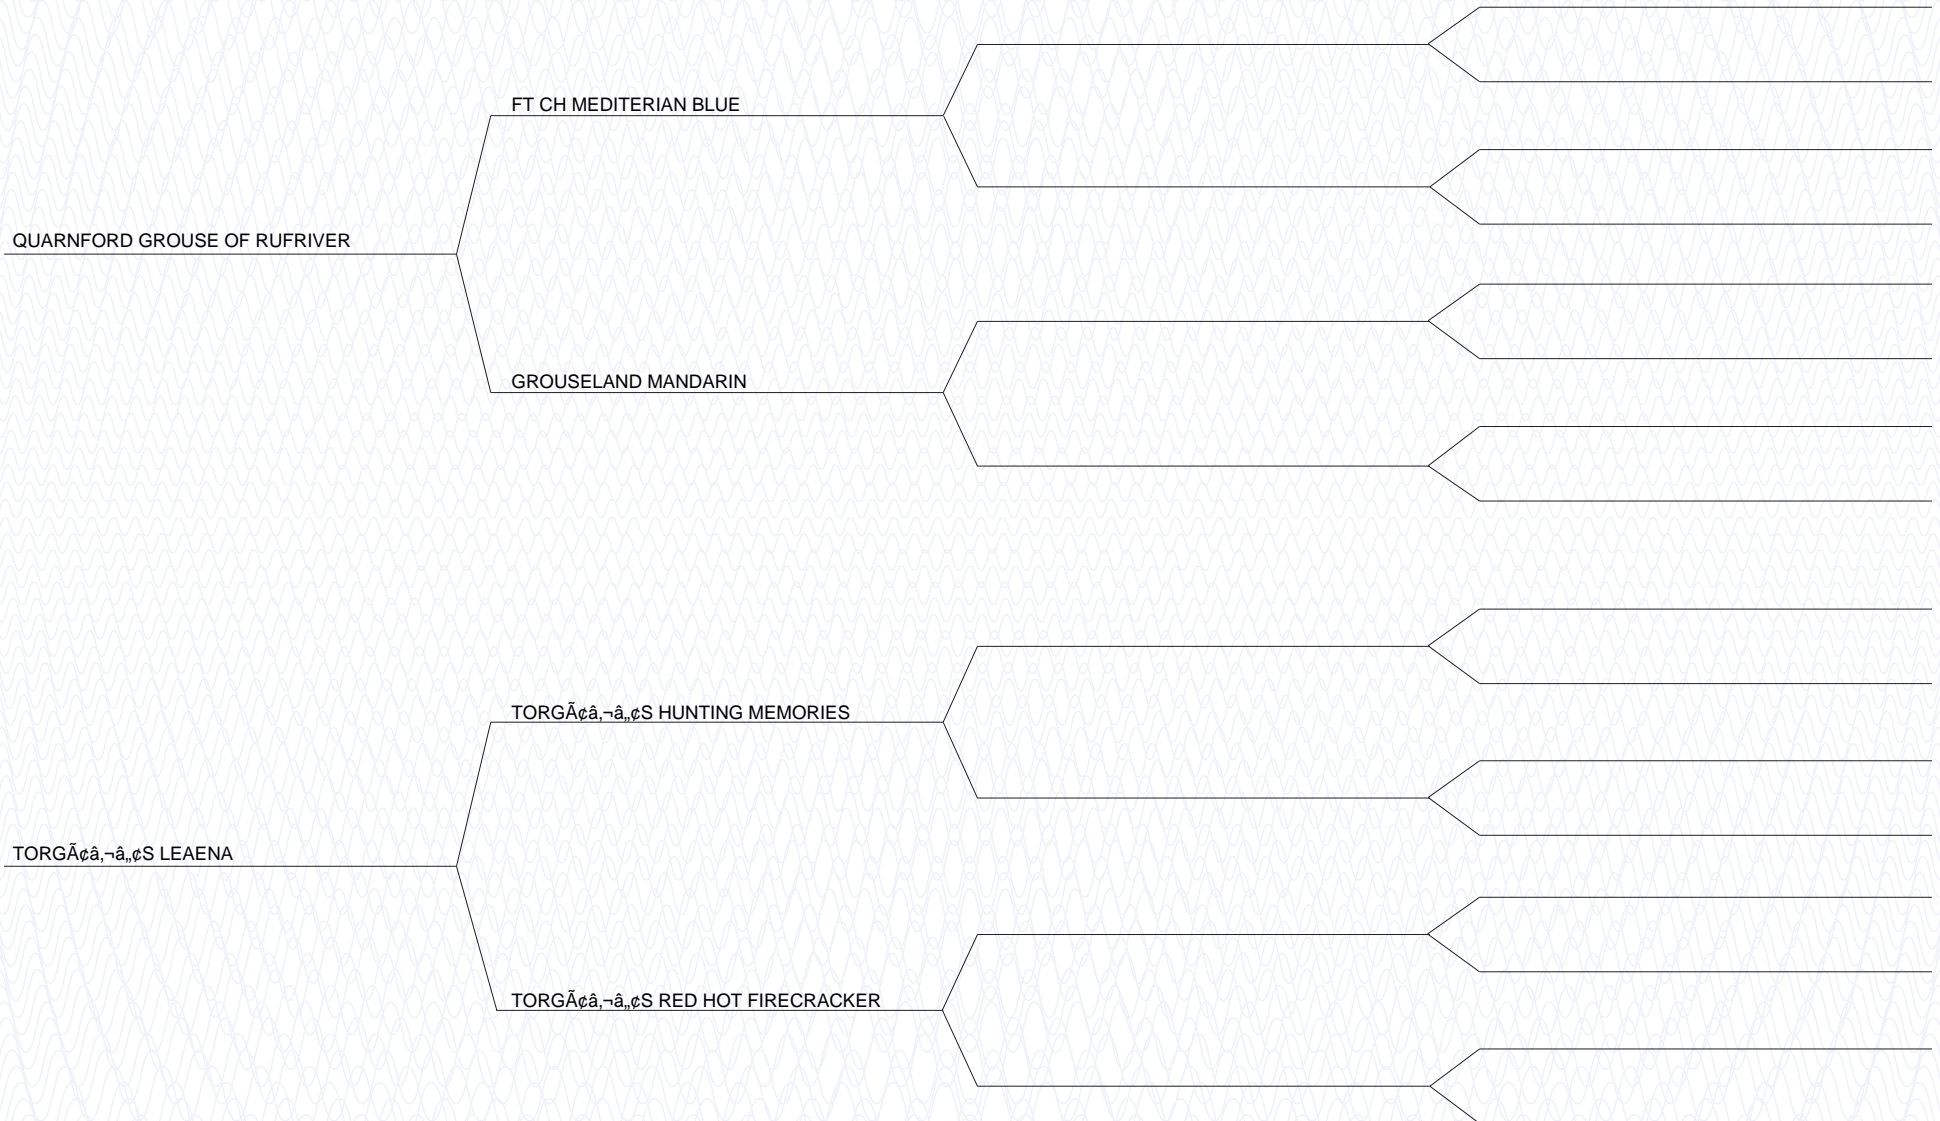 FT CH MEDITERIAN BLUE
QUARNFORD GROUSE OF RUFRIVER
GROUSELAND MANDARIN
TORGÃ¢â‚¬â„¢S HUNTING MEMORIES
TORGÃ¢â‚¬â„¢S LEAENA
TORGÃ¢â‚¬â„¢S RED HOT FIRECRACKER